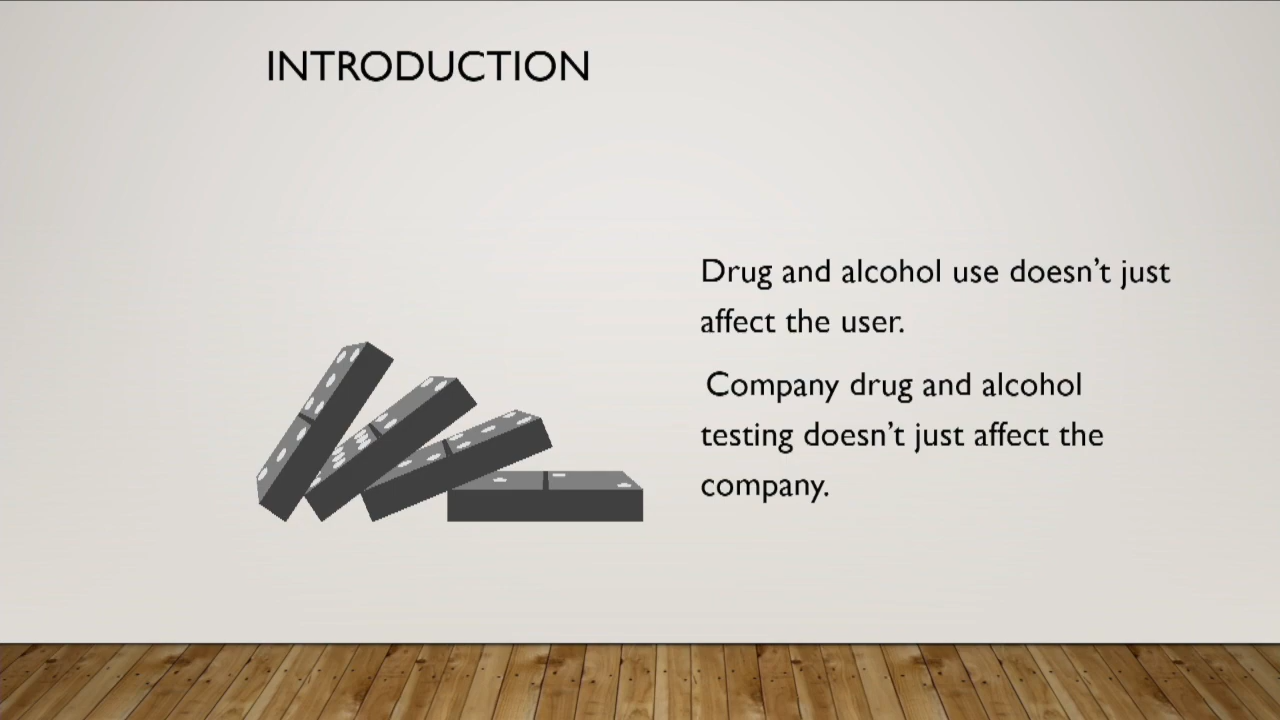 INTRODUCTION
Drug and alcohol use doesn’t just
affect the user.
Company drug and alcohol
testing doesn’t just affect the
company.